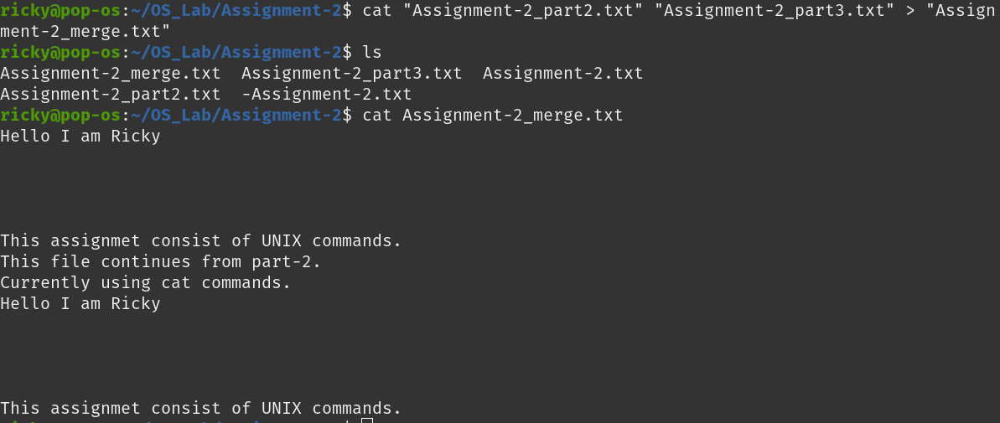 ricky@pop-os:~/OS_Lab/Assignment-2$ cat "Assignment-2_part2.txt" "Assignment-2_part3.txt" > "Assign
ment-2_merge.txt"
ricky@pop-os:~/OS_Lab/Assignment-2$ ls
Assignment-2_merge.txt  Assignment-2_part3.txt  Assignment-2.txt
Assignment-2_part2.txt  -Assignment-2.txt
ricky@pop-os:~/OS_Lab/Assignment-2$ cat Assignment-2_merge.txt
Hello I am Ricky
This assignmet consist of UNIX commands.
This file continues from part-2.
Currently using cat commands.
Hello I am Ricky
This assignmet consist of UNIX commands.